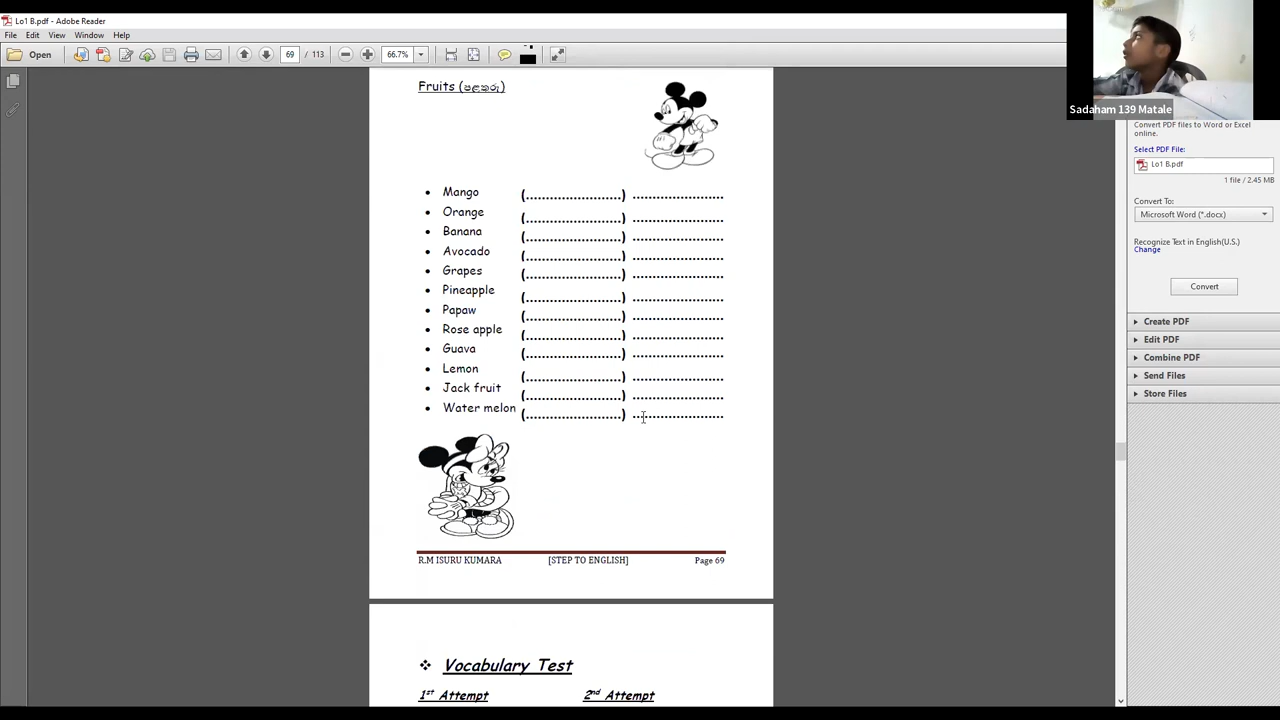 Lo1 B.pdf - Adobe Reader
File Edit View Window Help
Open 69 / 113 66.7%
Sadaham 139 Matale
Fruits (පළතුරු)
• Mango (........................) .......................
• Orange (........................) .......................
• Banana (........................) .......................
• Avocado (........................) .......................
• Grapes (........................) .......................
• Pineapple (........................) .......................
• Papaw (........................) .......................
• Rose apple (........................) .......................
• Guava (........................) .......................
• Lemon (........................) .......................
• Jack fruit (........................) .......................
• Water melon (........................) .......................
R.M ISURU KUMARA [STEP TO ENGLISH] Page 69
❖ Vocabulary Test
1st Attempt 2nd Attempt
Convert PDF files to Word or Excel
online.
Select PDF File:
Lo1 B.pdf
1 file / 2.45 MB
Convert To:
Microsoft Word (*.docx)
Recognize Text in English(U.S.)
Change
Convert
Create PDF
Edit PDF
Combine PDF
Send Files
Store Files